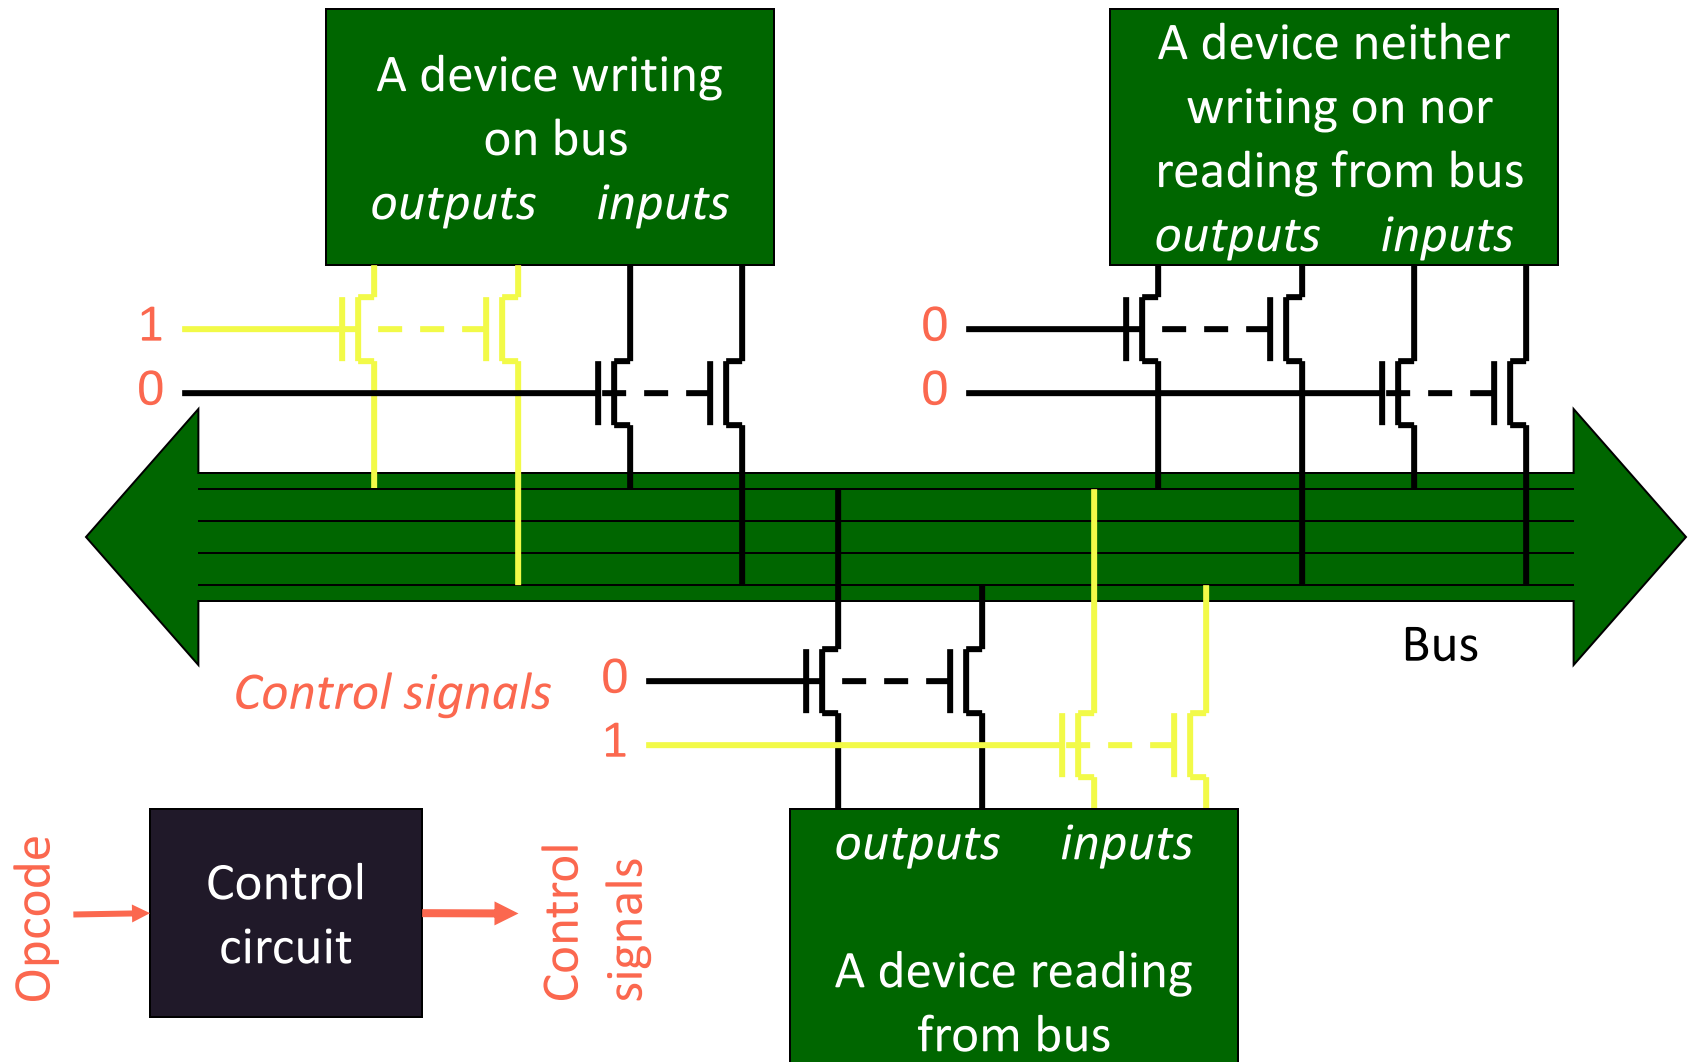 A device writing
on bus
outputs inputs
A device neither
writing on nor
reading from bus
outputs inputs
1
0
0
0
Bus
Control signals
0
1
outputs inputs
A device reading
from bus
Opcode
Control
circuit
Control
signals